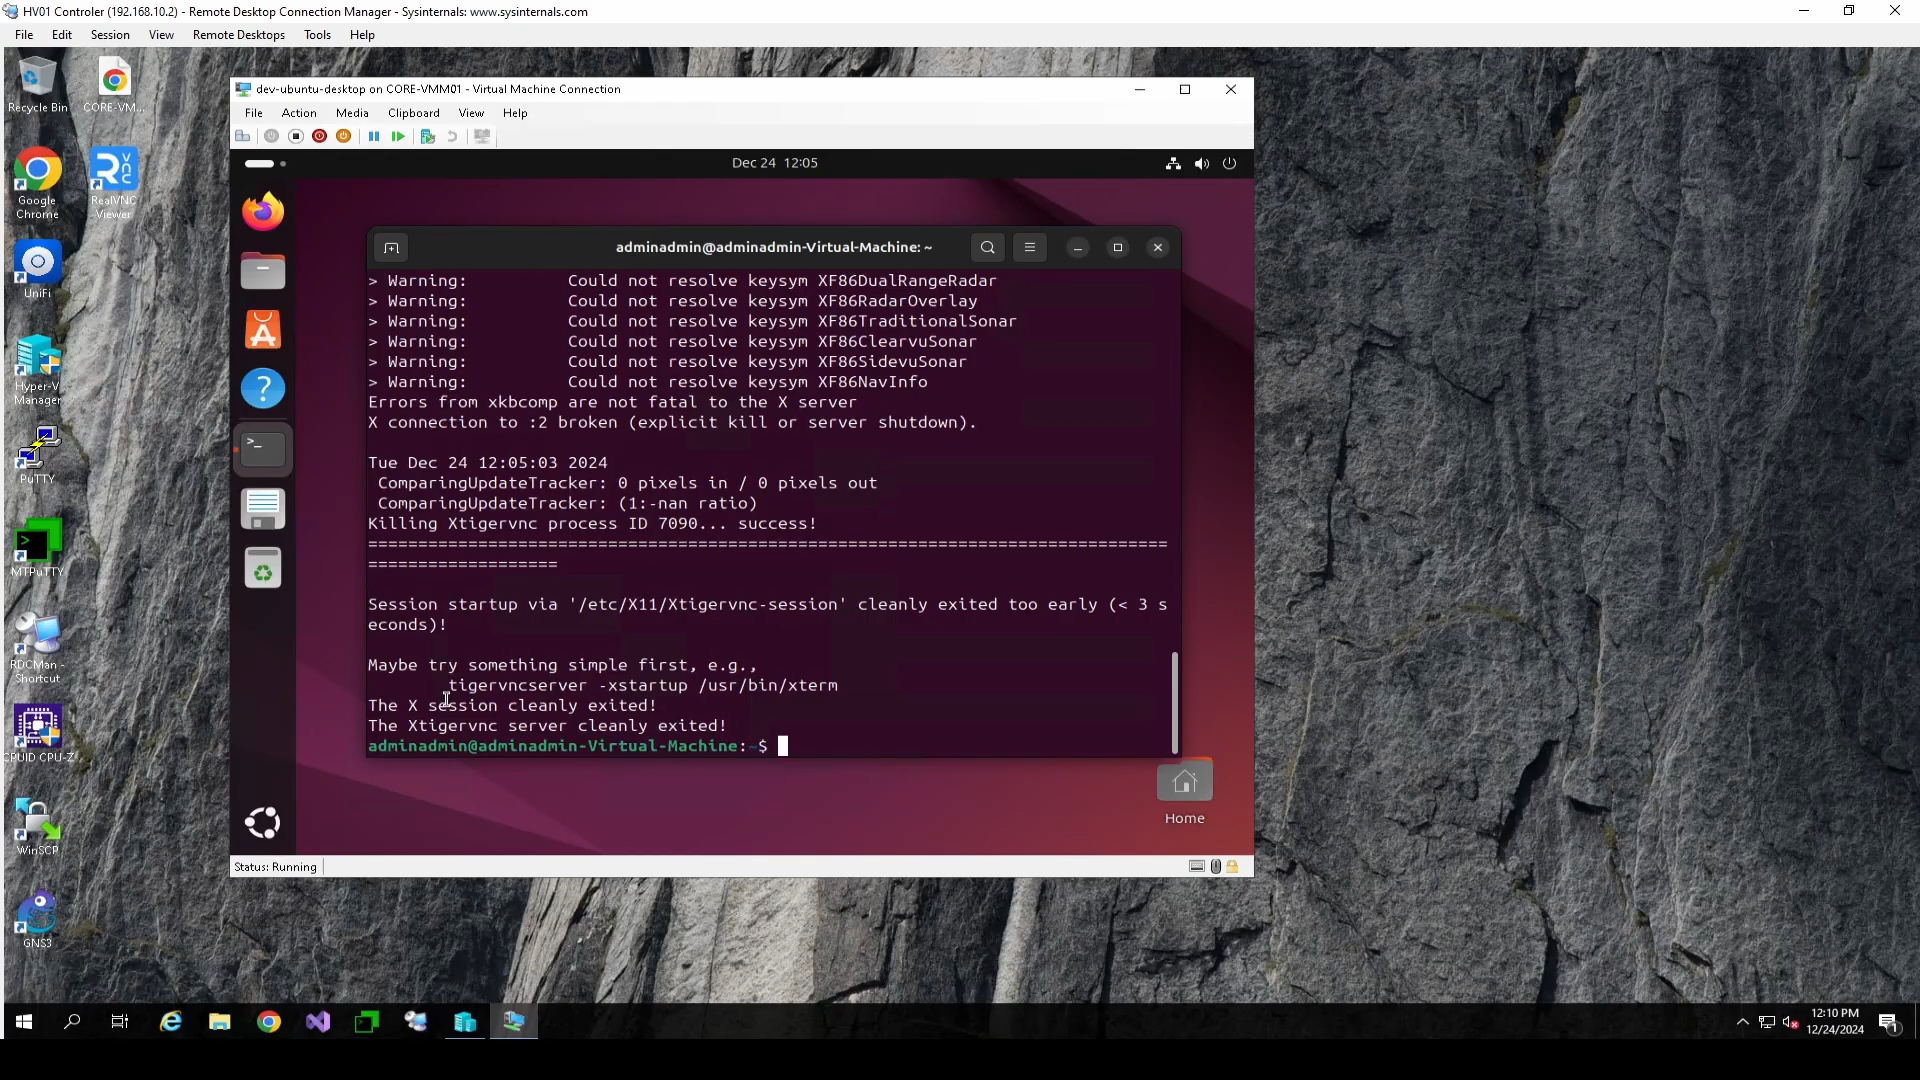 HV01 Controler (192.168.10.2) - Remote Desktop Connection Manager - Sysinternals: www.sysinternals.com
File Edit Session View Remote Desktops Tools Help
Recycle Bin
CORE-VM...
Google
Chrome
RealVNC
Viewer
UniFi
Hyper-V
Manager
PuTTY
MTPuTTY
RDCMan -
Shortcut
CPUID CPU-Z
WinSCP
GNS3
dev-ubuntu-desktop on CORE-VMM01 - Virtual Machine Connection
File Action Media Clipboard View Help
Dec 24 12:05
adminadmin@adminadmin-Virtual-Machine: ~
> Warning: Could not resolve keysym XF86DualRangeRadar
> Warning: Could not resolve keysym XF86RadarOverlay
> Warning: Could not resolve keysym XF86TraditionalSonar
> Warning: Could not resolve keysym XF86ClearvuSonar
> Warning: Could not resolve keysym XF86SidevuSonar
> Warning: Could not resolve keysym XF86NavInfo
Errors from xkbcomp are not fatal to the X server
X connection to :2 broken (explicit kill or server shutdown).
Tue Dec 24 12:05:03 2024
ComparingUpdateTracker: 0 pixels in / 0 pixels out
ComparingUpdateTracker: (1:-nan ratio)
Killing Xtigervnc process ID 7090... success!
================================================================================
===================
Session startup via '/etc/X11/Xtigervnc-session' cleanly exited too early (< 3 s
econds)!
Maybe try something simple first, e.g.,
tigervncserver -xstartup /usr/bin/xterm
The X session cleanly exited!
The Xtigervnc server cleanly exited!
adminadmin@adminadmin-Virtual-Machine:~$
Home
Status: Running
12:10 PM
12/24/2024
1